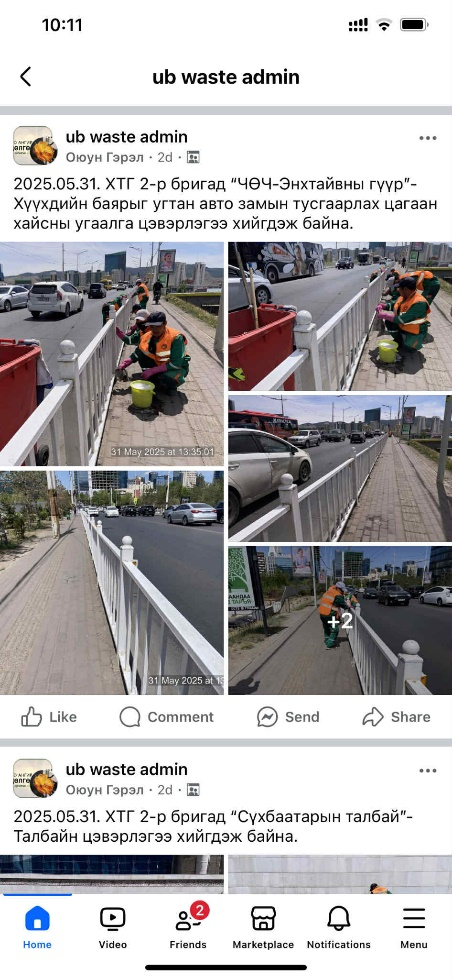 10:11
ub waste admin
ub waste admin
Оюун Гэрэл · 2d ·
2025.05.31. ХТГ 2-р бригад “ЧӨЧ-Энхтайвны гүүр”-
Хүүхдийн баярыг угтан авто замын тусгаарлах цагаан
хайсны угаалга цэвэрлэгээ хийгдэж байна.
31 May 2025 at 13:35:01
31 May 2025 at 13
+2
Like
Comment
Send
Share
ub waste admin
Оюун Гэрэл · 2d ·
2025.05.31. ХТГ 2-р бригад “Сүхбаатарын талбай”-
Талбайн цэвэрлэгээ хийгдэж байна.
2
Home
Video
Friends
Marketplace
Notifications
Menu